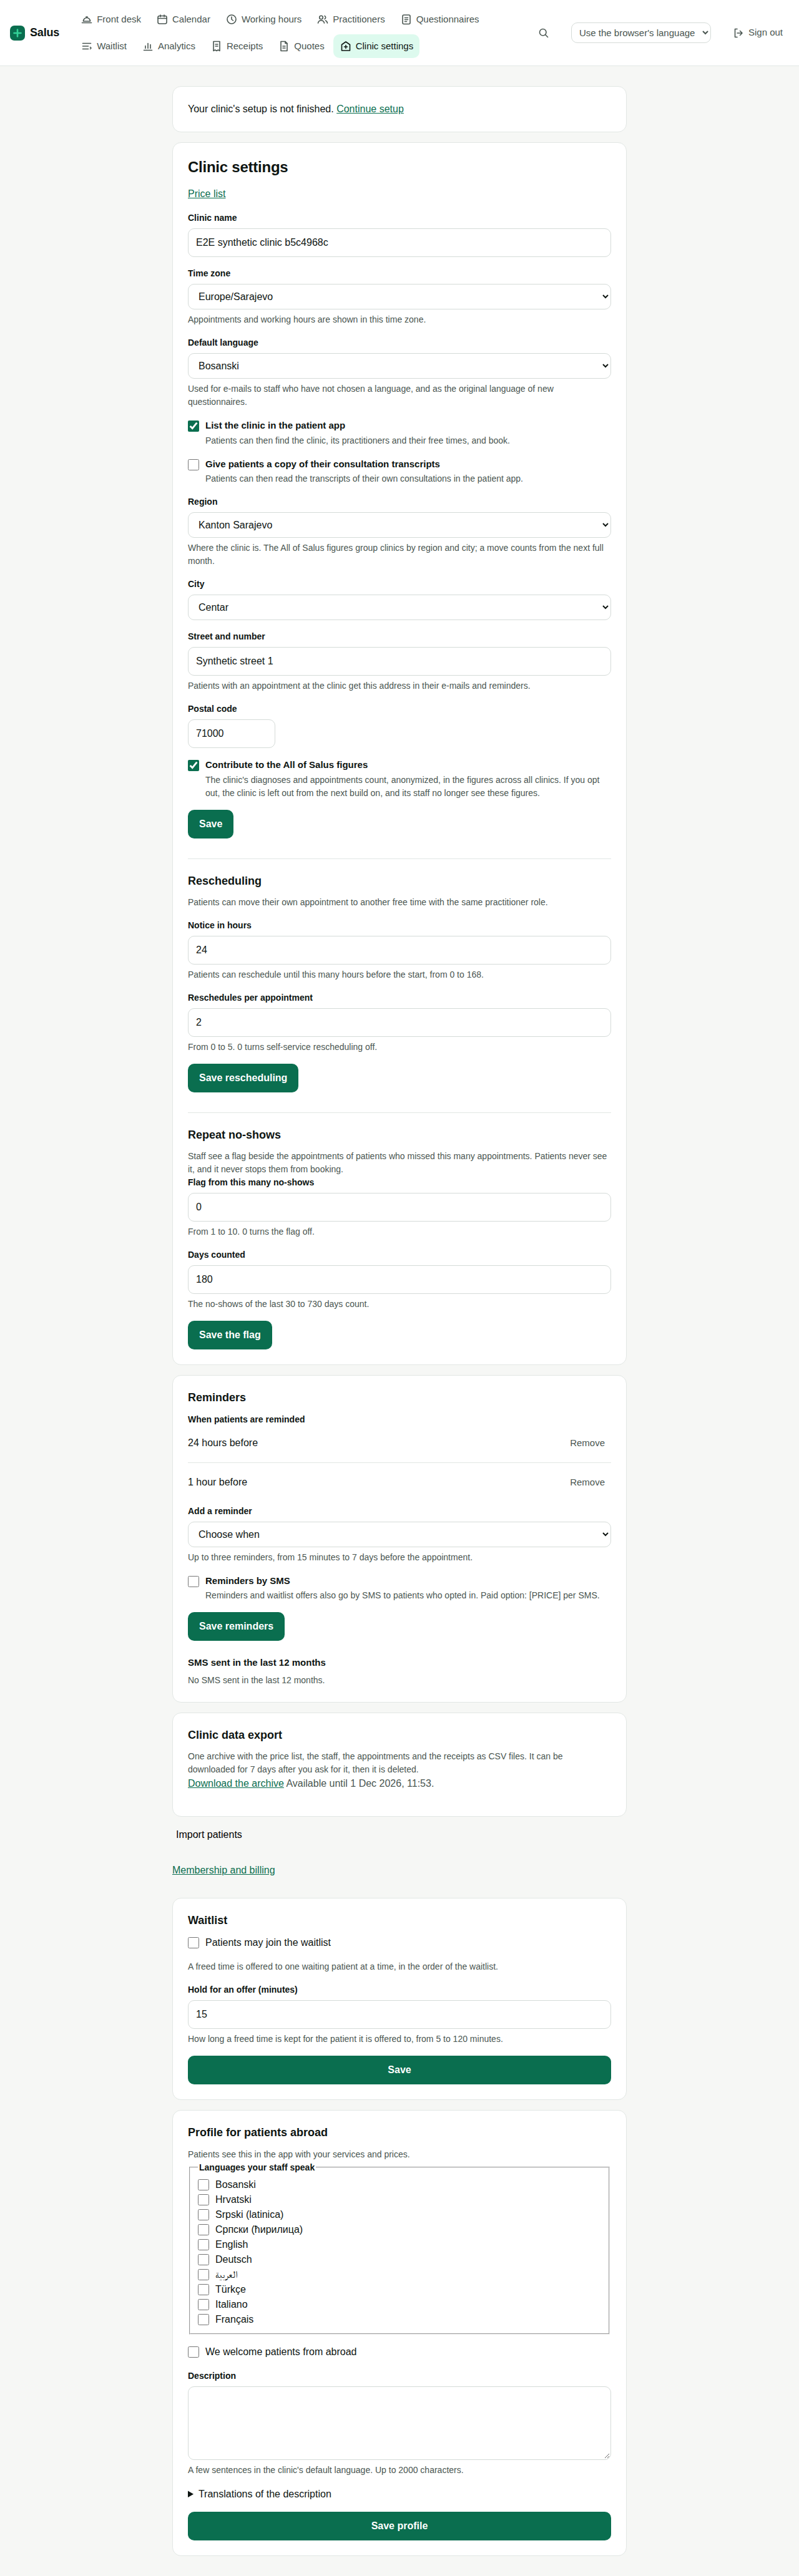 Salus
Front desk
Calendar
Working hours
Practitioners
Questionnaires
Waitlist
Analytics
Receipts
Quotes
Clinic settings
Use the browser's language
Sign out
Your clinic's setup is not finished. Continue setup
Clinic settings
Price list
Clinic name
E2E synthetic clinic b5c4968c
Time zone
Europe/Sarajevo
Appointments and working hours are shown in this time zone.
Default language
Bosanski
Used for e-mails to staff who have not chosen a language, and as the original language of new
questionnaires.
List the clinic in the patient app
Patients can then find the clinic, its practitioners and their free times, and book.
Give patients a copy of their consultation transcripts
Patients can then read the transcripts of their own consultations in the patient app.
Region
Kanton Sarajevo
Where the clinic is. The All of Salus figures group clinics by region and city; a move counts from the next full
month.
City
Centar
Street and number
Synthetic street 1
Patients with an appointment at the clinic get this address in their e-mails and reminders.
Postal code
71000
Contribute to the All of Salus figures
The clinic's diagnoses and appointments count, anonymized, in the figures across all clinics. If you opt
out, the clinic is left out from the next build on, and its staff no longer see these figures.
Save
Rescheduling
Patients can move their own appointment to another free time with the same practitioner role.
Notice in hours
24
Patients can reschedule until this many hours before the start, from 0 to 168.
Reschedules per appointment
2
From 0 to 5. 0 turns self-service rescheduling off.
Save rescheduling
Repeat no-shows
Staff see a flag beside the appointments of patients who missed this many appointments. Patients never see
it, and it never stops them from booking.
Flag from this many no-shows
0
From 1 to 10. 0 turns the flag off.
Days counted
180
The no-shows of the last 30 to 730 days count.
Save the flag
Reminders
When patients are reminded
24 hours before
Remove
1 hour before
Remove
Add a reminder
Choose when
Up to three reminders, from 15 minutes to 7 days before the appointment.
Reminders by SMS
Reminders and waitlist offers also go by SMS to patients who opted in. Paid option: [PRICE] per SMS.
Save reminders
SMS sent in the last 12 months
No SMS sent in the last 12 months.
Clinic data export
One archive with the price list, the staff, the appointments and the receipts as CSV files. It can be
downloaded for 7 days after you ask for it, then it is deleted.
Download the archive Available until 1 Dec 2026, 11:53.
Import patients
Membership and billing
Waitlist
Patients may join the waitlist
A freed time is offered to one waiting patient at a time, in the order of the waitlist.
Hold for an offer (minutes)
15
How long a freed time is kept for the patient it is offered to, from 5 to 120 minutes.
Save
Profile for patients abroad
Patients see this in the app with your services and prices.
Languages your staff speak
Bosanski
Hrvatski
Srpski (latinica)
Српски (ћирилица)
English
Deutsch
العربية
Türkçe
Italiano
Français
We welcome patients from abroad
Description
A few sentences in the clinic's default language. Up to 2000 characters.
Translations of the description
Save profile